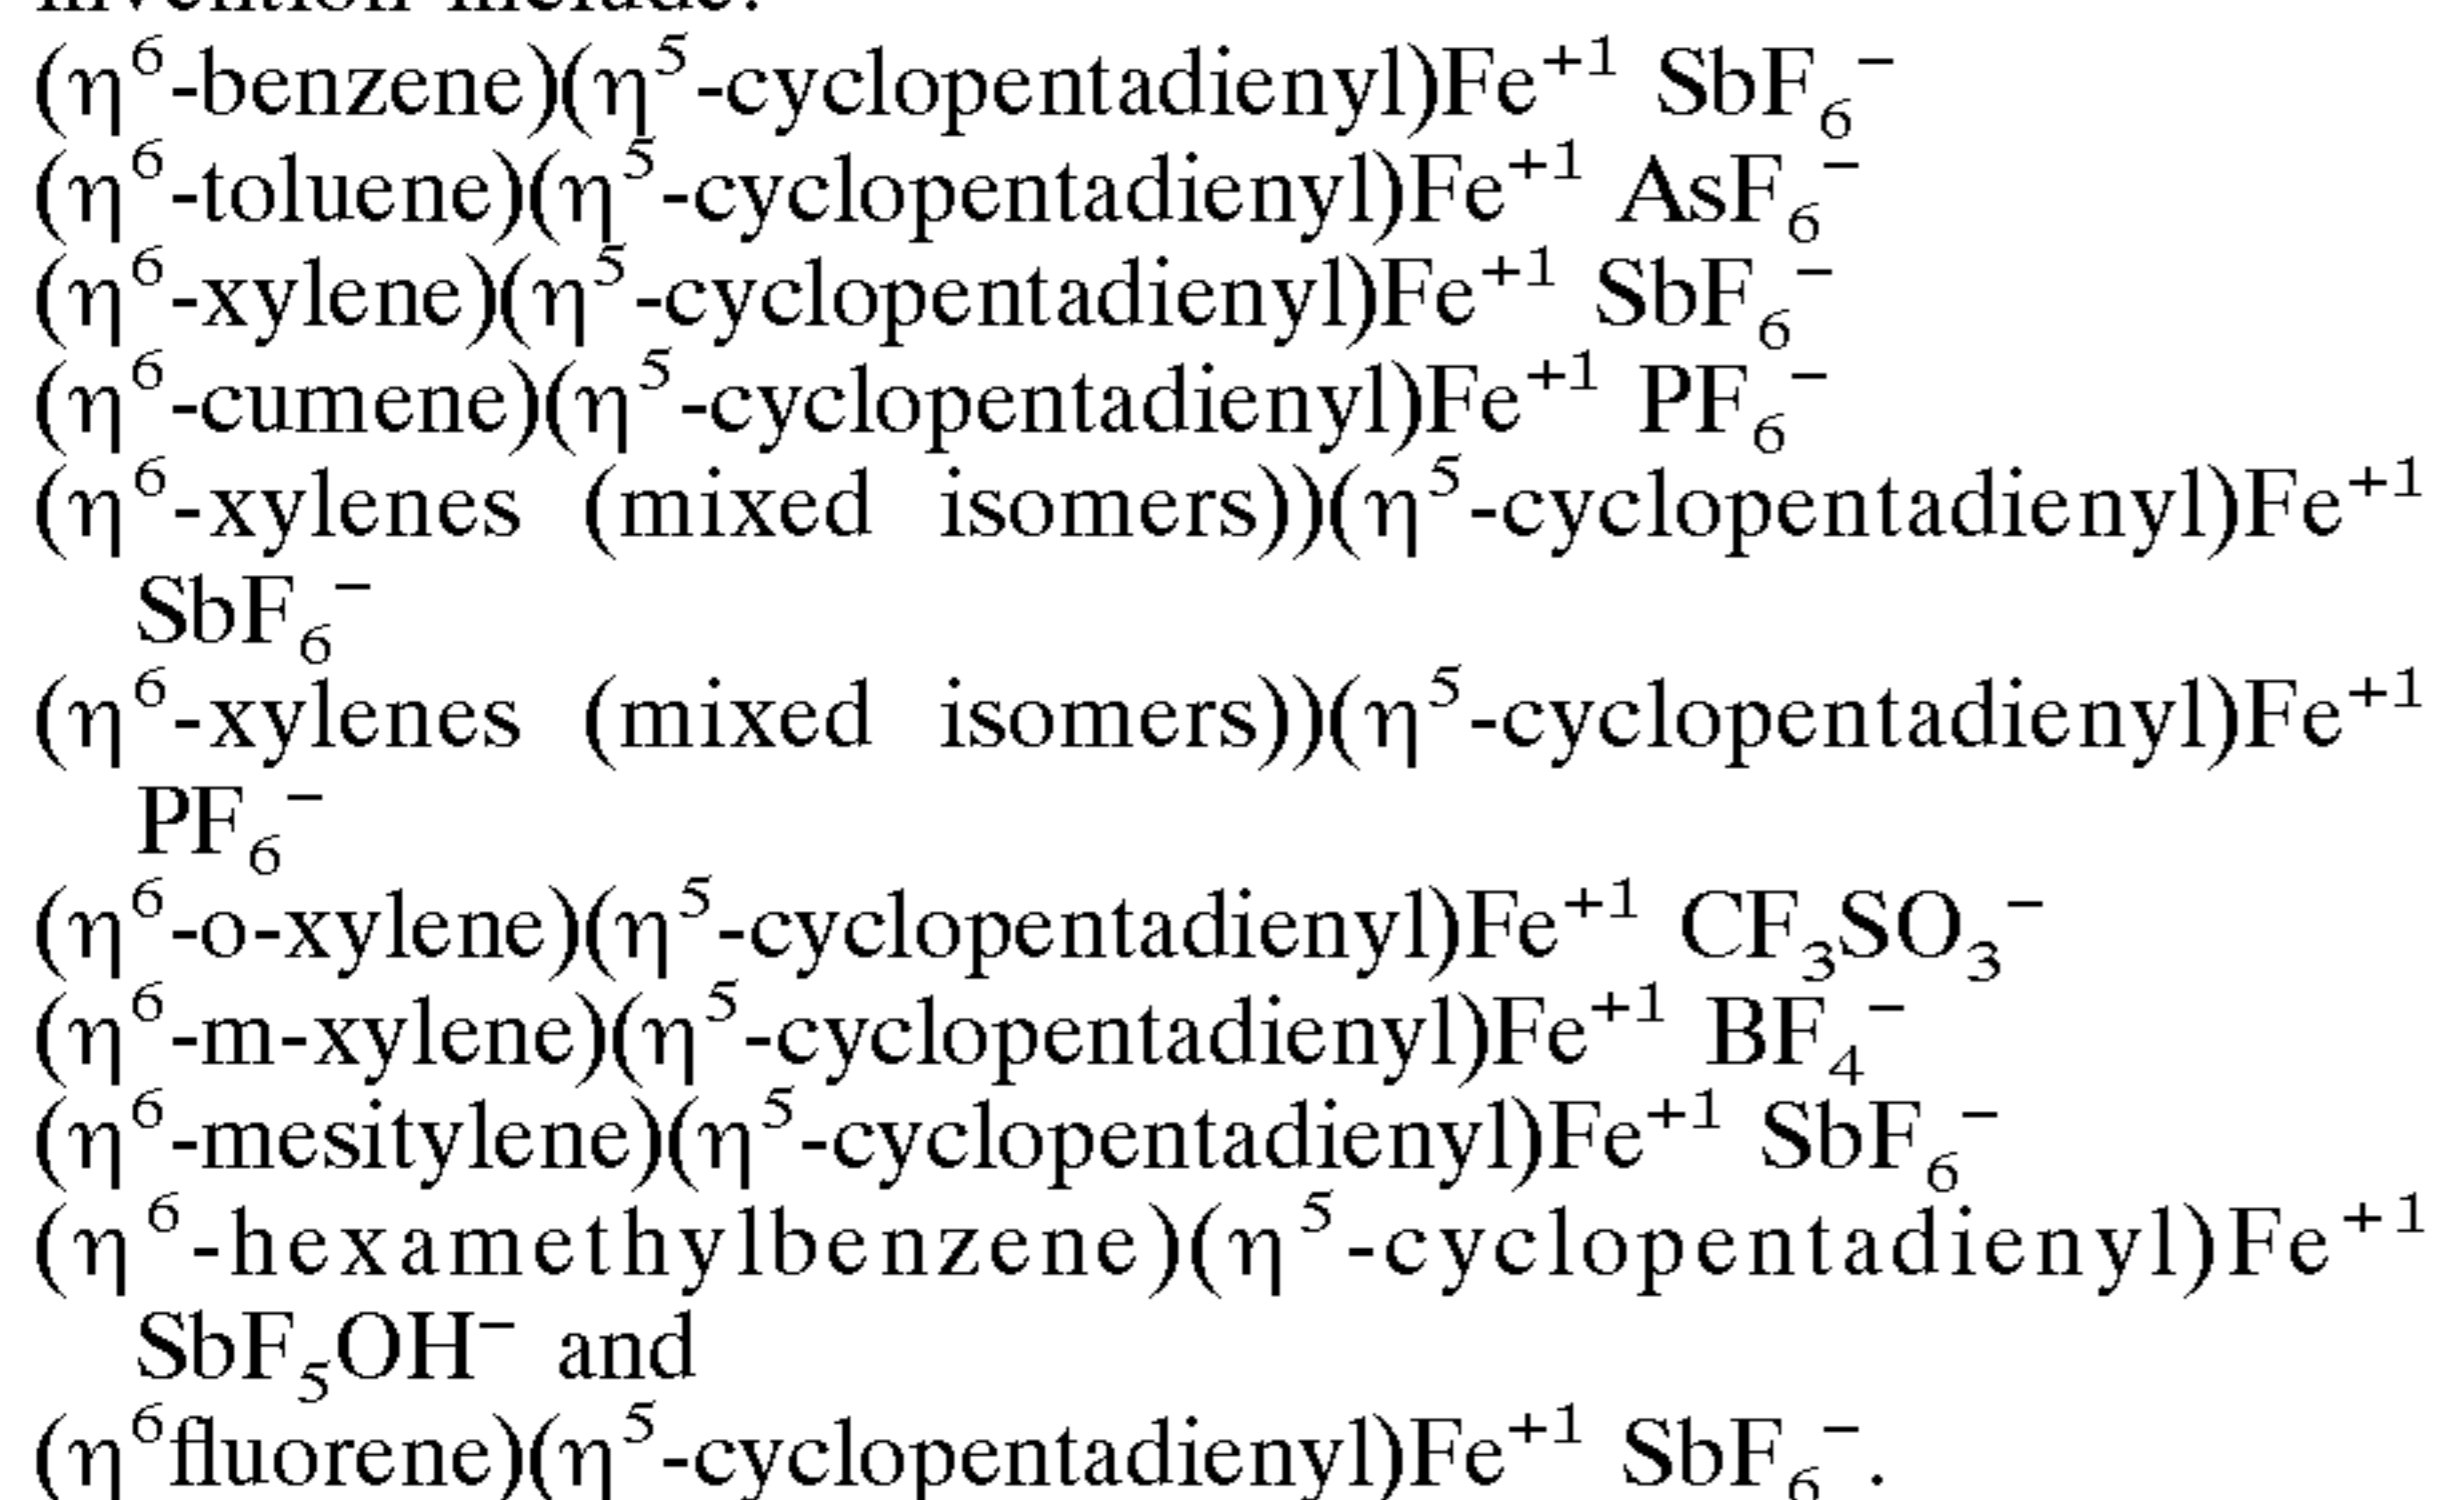 invention include:
(η⁶-benzene)(η⁵-cyclopentadienyl)Fe⁺¹ SbF₆⁻
(η⁶-toluene)(η⁵-cyclopentadienyl)Fe⁺¹ AsF₆⁻
(η⁶-xylene)(η⁵-cyclopentadienyl)Fe⁺¹ SbF₆⁻
(η⁶-cumene)(η⁵-cyclopentadienyl)Fe⁺¹ PF₆⁻
(η⁶-xylenes (mixed isomers))(η⁵-cyclopentadienyl)Fe⁺¹
SbF₆⁻
(η⁶-xylenes (mixed isomers))(η⁵-cyclopentadienyl)Fe⁺¹
PF₆⁻
(η⁶-o-xylene)(η⁵-cyclopentadienyl)Fe⁺¹ CF₃SO₃⁻
(η⁶-m-xylene)(η⁵-cyclopentadienyl)Fe⁺¹ BF₄⁻
(η⁶-mesitylene)(η⁵-cyclopentadienyl)Fe⁺¹ SbF₆⁻
(η⁶-hexamethylbenzene)(η⁵-cyclopentadienyl)Fe⁺¹
SbF₅OH⁻ and
(η⁶fluorene)(η⁵-cyclopentadienyl)Fe⁺¹ SbF₆⁻.